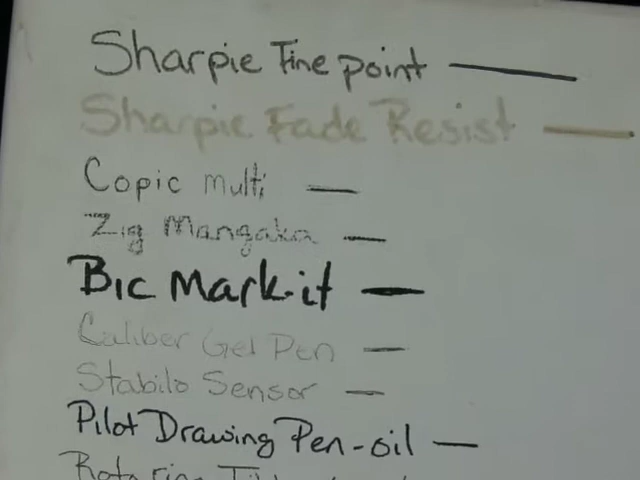 Sharpie Fine point
Sharpie Fade Resist
Copic multi
Zig Mangaka
Bic Mark-it
Caliber Gel Pen
Stabilo Sensor
Pilot Drawing Pen-oil